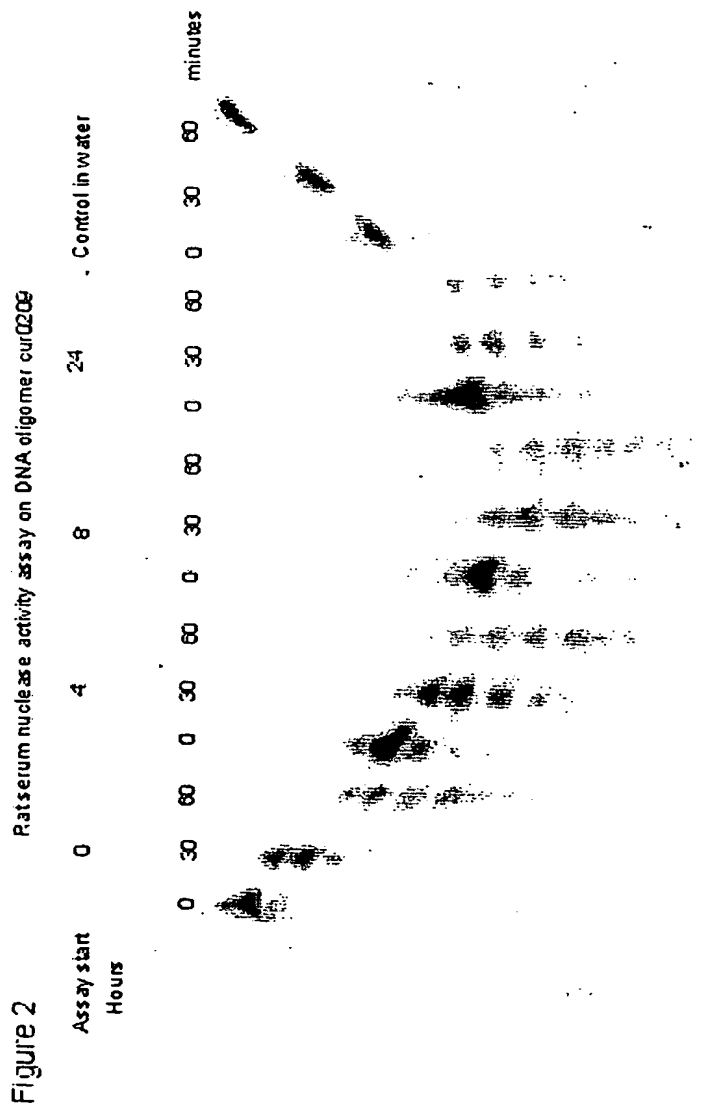 Figure 2
Rat serum nuclease activity assay on DNA oligomer cur0209
Assay start 0 4 8 24 Control in water
Hours
0 30 60 0 30 60 0 30 60 0 30 60 0 30 60 minutes